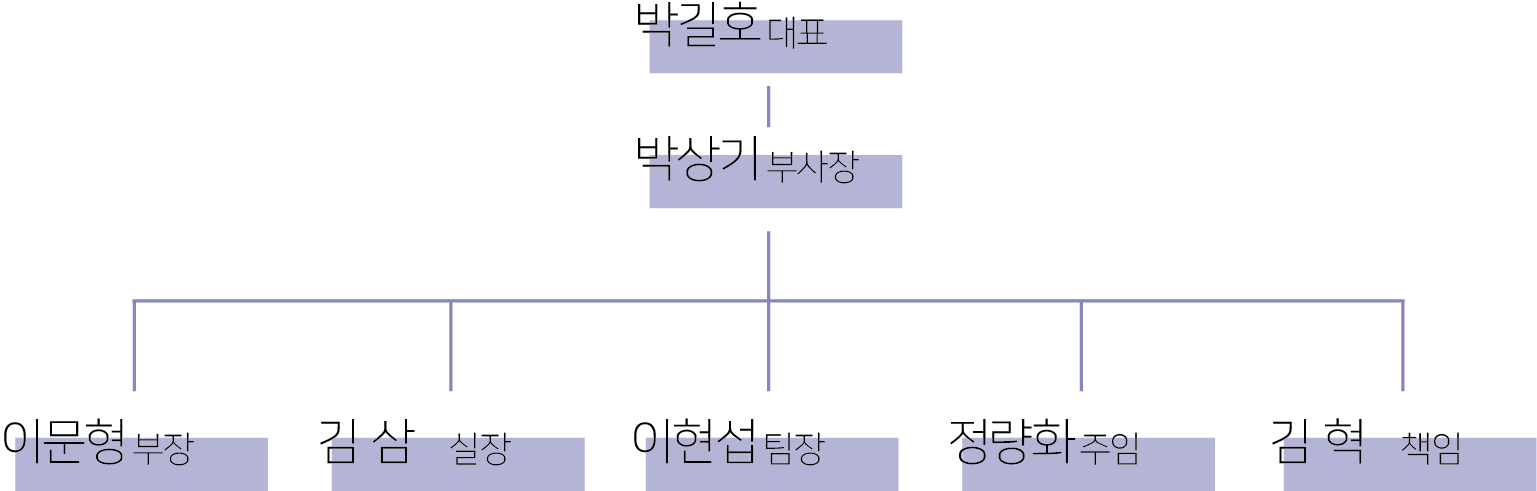 박길호 대표
박상기 부사장
이문형 부장
김 삼 실장
이현섭 팀장
정량화 주임
김 혁 책임